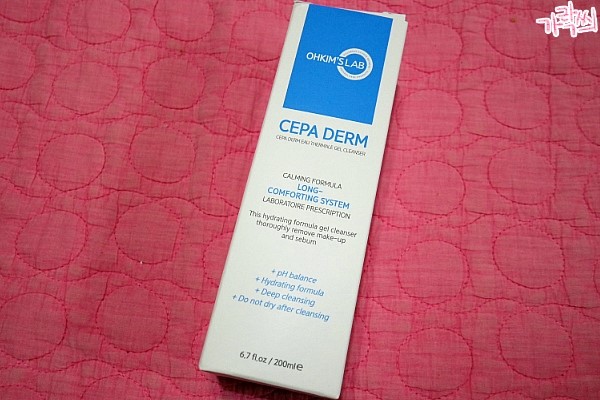 가락씨
OHKIM'S LAB
CEPA DERM
CEPA DERM EAU THERMALE GEL CLEANSER
CALMING FORMULA
LONG-
COMFORTING SYSTEM
LABORATOIRE PRESCRIPTION
This hydrating formula gel cleanser
thoroughly remove make-up
and sebum
+ pH balance
+ Hydrating formula
+ Deep cleansing
+ Do not dry after cleansing
6.7 fl.oz / 200ml℮